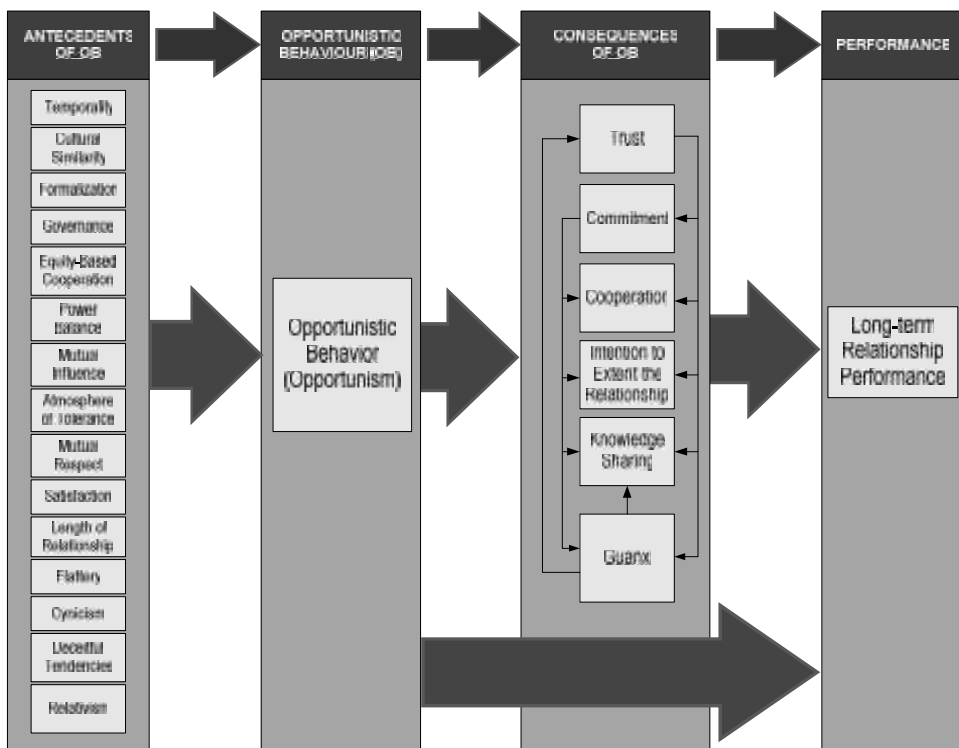 ANTECEDENTS
OF OB
OPPORTUNISTIC
BEHAVIOUR (OB)
CONSEQUENCES
OF OB
PERFORMANCE
Temporality
Cultural
Similarity
Formalization
Governance
Equity-Based
Cooperation
Power
Balance
Mutual
Influence
Atmosphere
of Tolerance
Mutual
Respect
Satisfaction
Length of
Relationship
Flattery
Cynicism
Deceitful
Tendencies
Relativism
Opportunistic
Behavior
(Opportunism)
Trust
Commitment
Cooperation
Intention to
Extent the
Relationship
Knowledge
Sharing
Guanxi
Long-term
Relationship
Performance